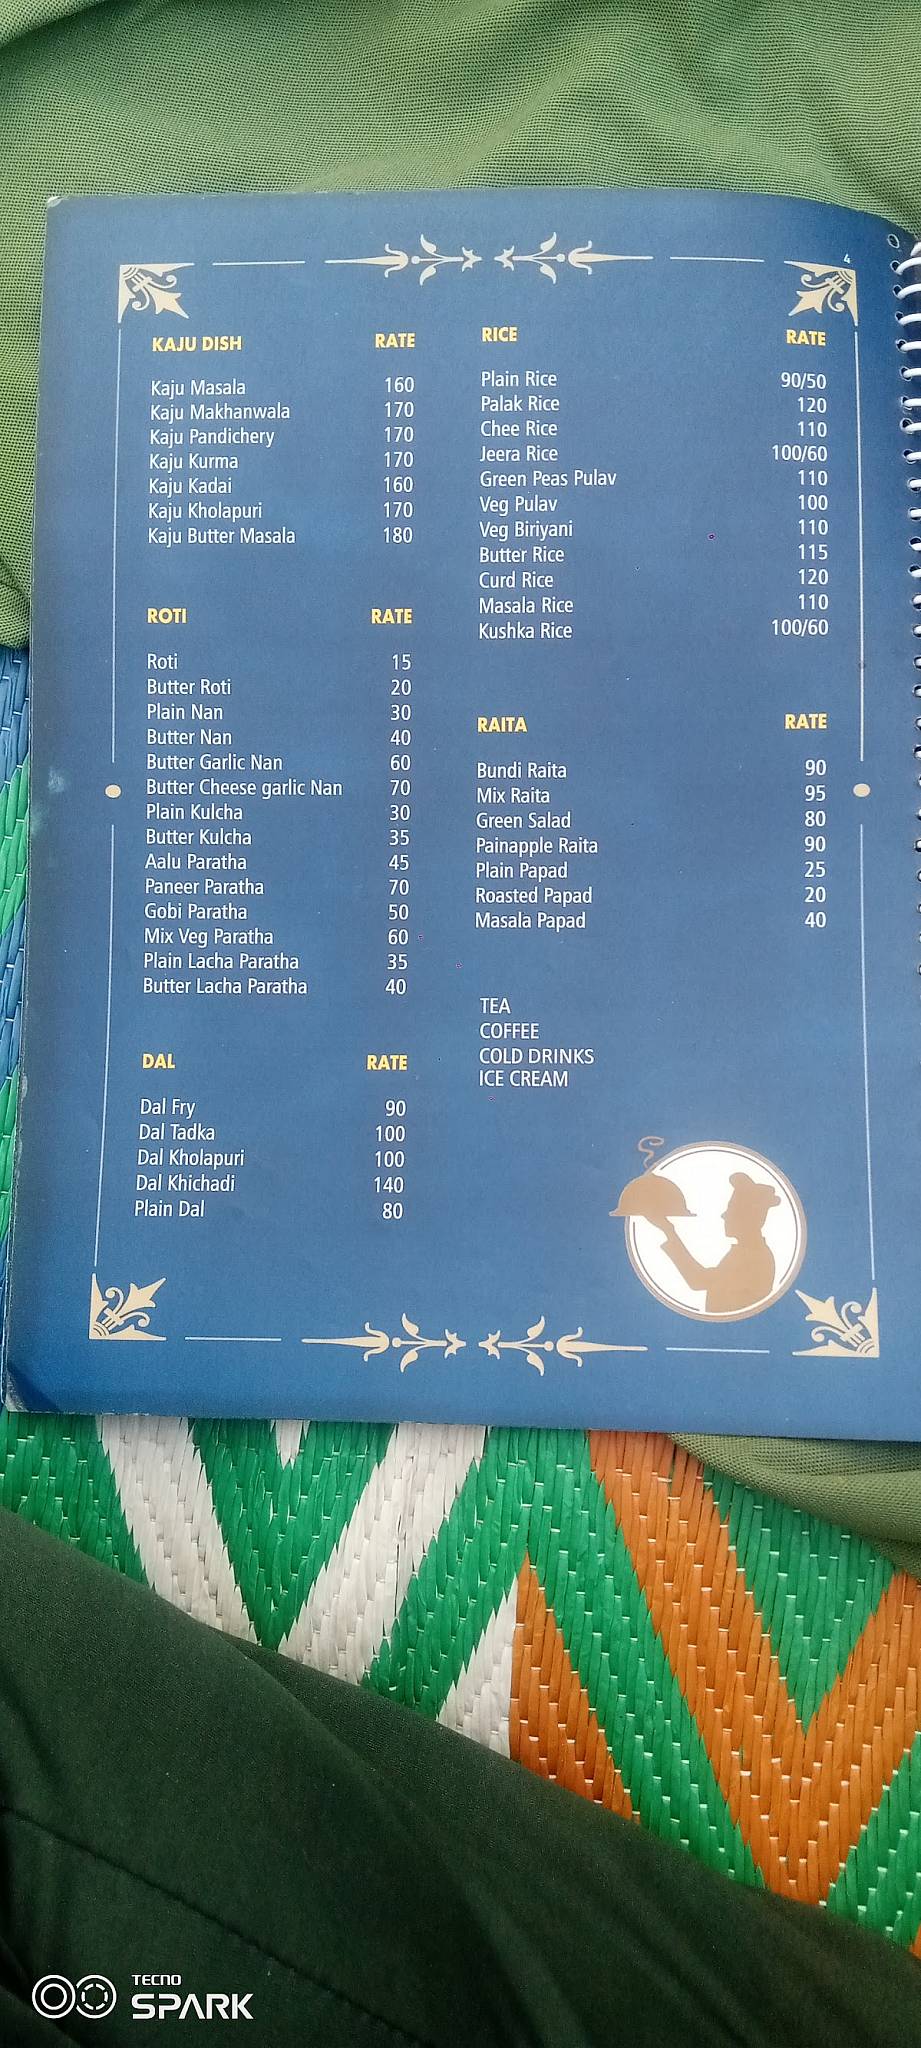 4
KAJU DISH RATE
Kaju Masala 160
Kaju Makhanwala 170
Kaju Pandichery 170
Kaju Kurma 170
Kaju Kadai 160
Kaju Kholapuri 170
Kaju Butter Masala 180
ROTI RATE
Roti 15
Butter Roti 20
Plain Nan 30
Butter Nan 40
Butter Garlic Nan 60
Butter Cheese garlic Nan 70
Plain Kulcha 30
Butter Kulcha 35
Aalu Paratha 45
Paneer Paratha 70
Gobi Paratha 50
Mix Veg Paratha 60
Plain Lacha Paratha 35
Butter Lacha Paratha 40
DAL RATE
Dal Fry 90
Dal Tadka 100
Dal Kholapuri 100
Dal Khichadi 140
Plain Dal 80
RICE RATE
Plain Rice 90/50
Palak Rice 120
Chee Rice 110
Jeera Rice 100/60
Green Peas Pulav 110
Veg Pulav 100
Veg Biriyani 110
Butter Rice 115
Curd Rice 120
Masala Rice 110
Kushka Rice 100/60
RAITA RATE
Bundi Raita 90
Mix Raita 95
Green Salad 80
Painapple Raita 90
Plain Papad 25
Roasted Papad 20
Masala Papad 40
TEA
COFFEE
COLD DRINKS
ICE CREAM
TECNO
SPARK